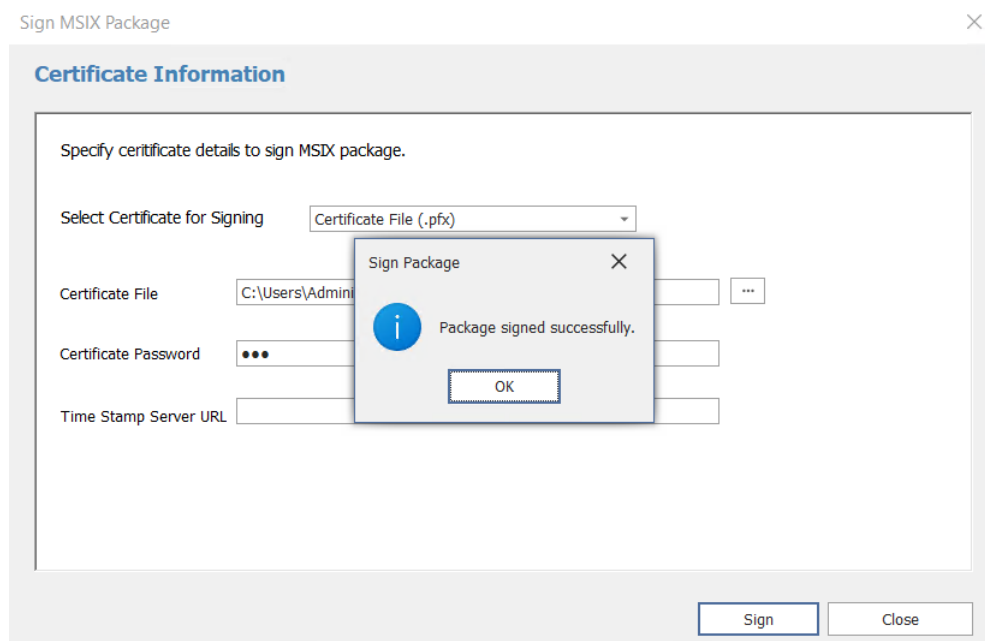 Sign MSIX Package
Certificate Information
Specify ceritificate details to sign MSIX package.
Select Certificate for Signing
Certificate File (.pfx)
Sign Package
Certificate File
C:\Users\Admini
...
Package signed successfully.
Certificate Password
●●●
OK
Time Stamp Server URL
Sign
Close